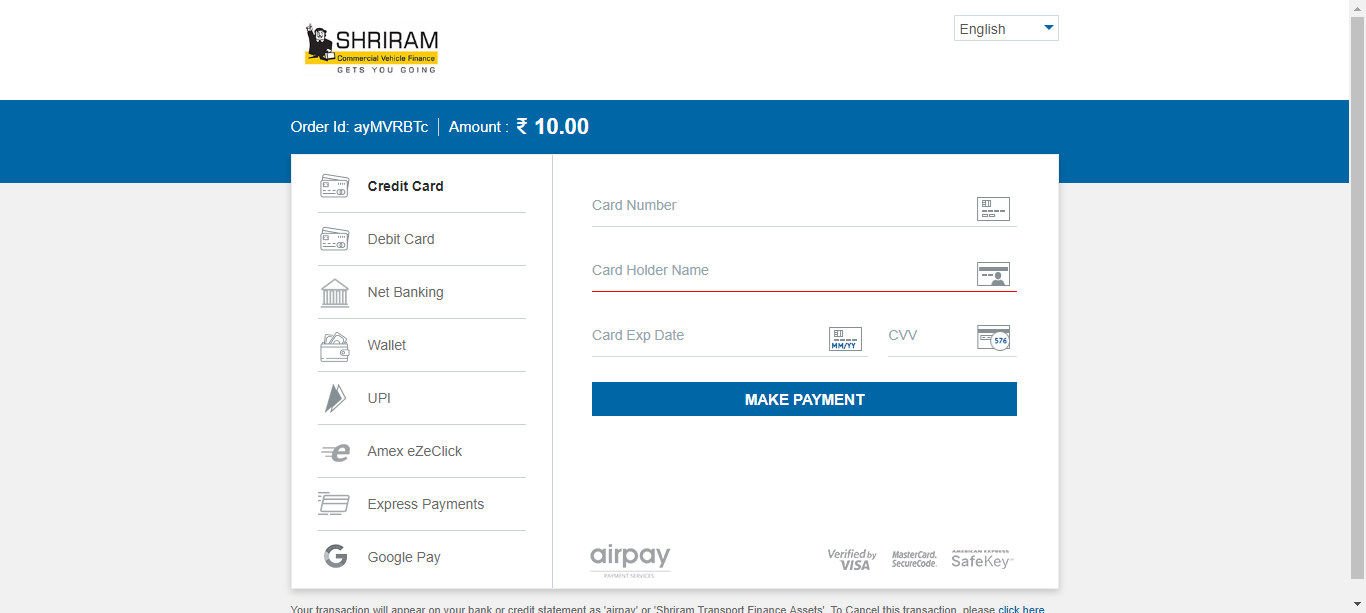 SHRIRAM
Commercial Vehicle Finance
GETS YOU GOING
English
Order Id: ayMVRBTc | Amount : ₹ 10.00
Credit Card
Debit Card
Net Banking
Wallet
UPI
Amex eZeClick
Express Payments
Google Pay
Card Number
Card Holder Name
Card Exp Date
MM/YY
CVV
576
MAKE PAYMENT
airpay
PAYMENT SERVICES
Verified by
VISA
MasterCard.
SecureCode.
AMERICAN EXPRESS
SafeKey
Your transaction will appear on your bank or credit statement as 'airpay' or 'Shriram Transport Finance Assets'. To Cancel this transaction, please click here